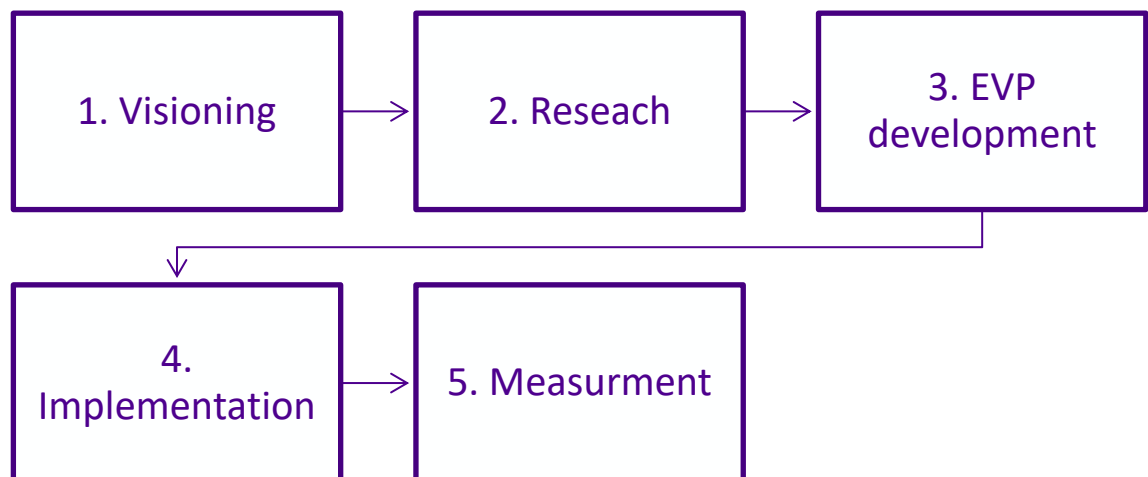 1. Visioning
2. Reseach
3. EVP
development
4.
Implementation
5. Measurment